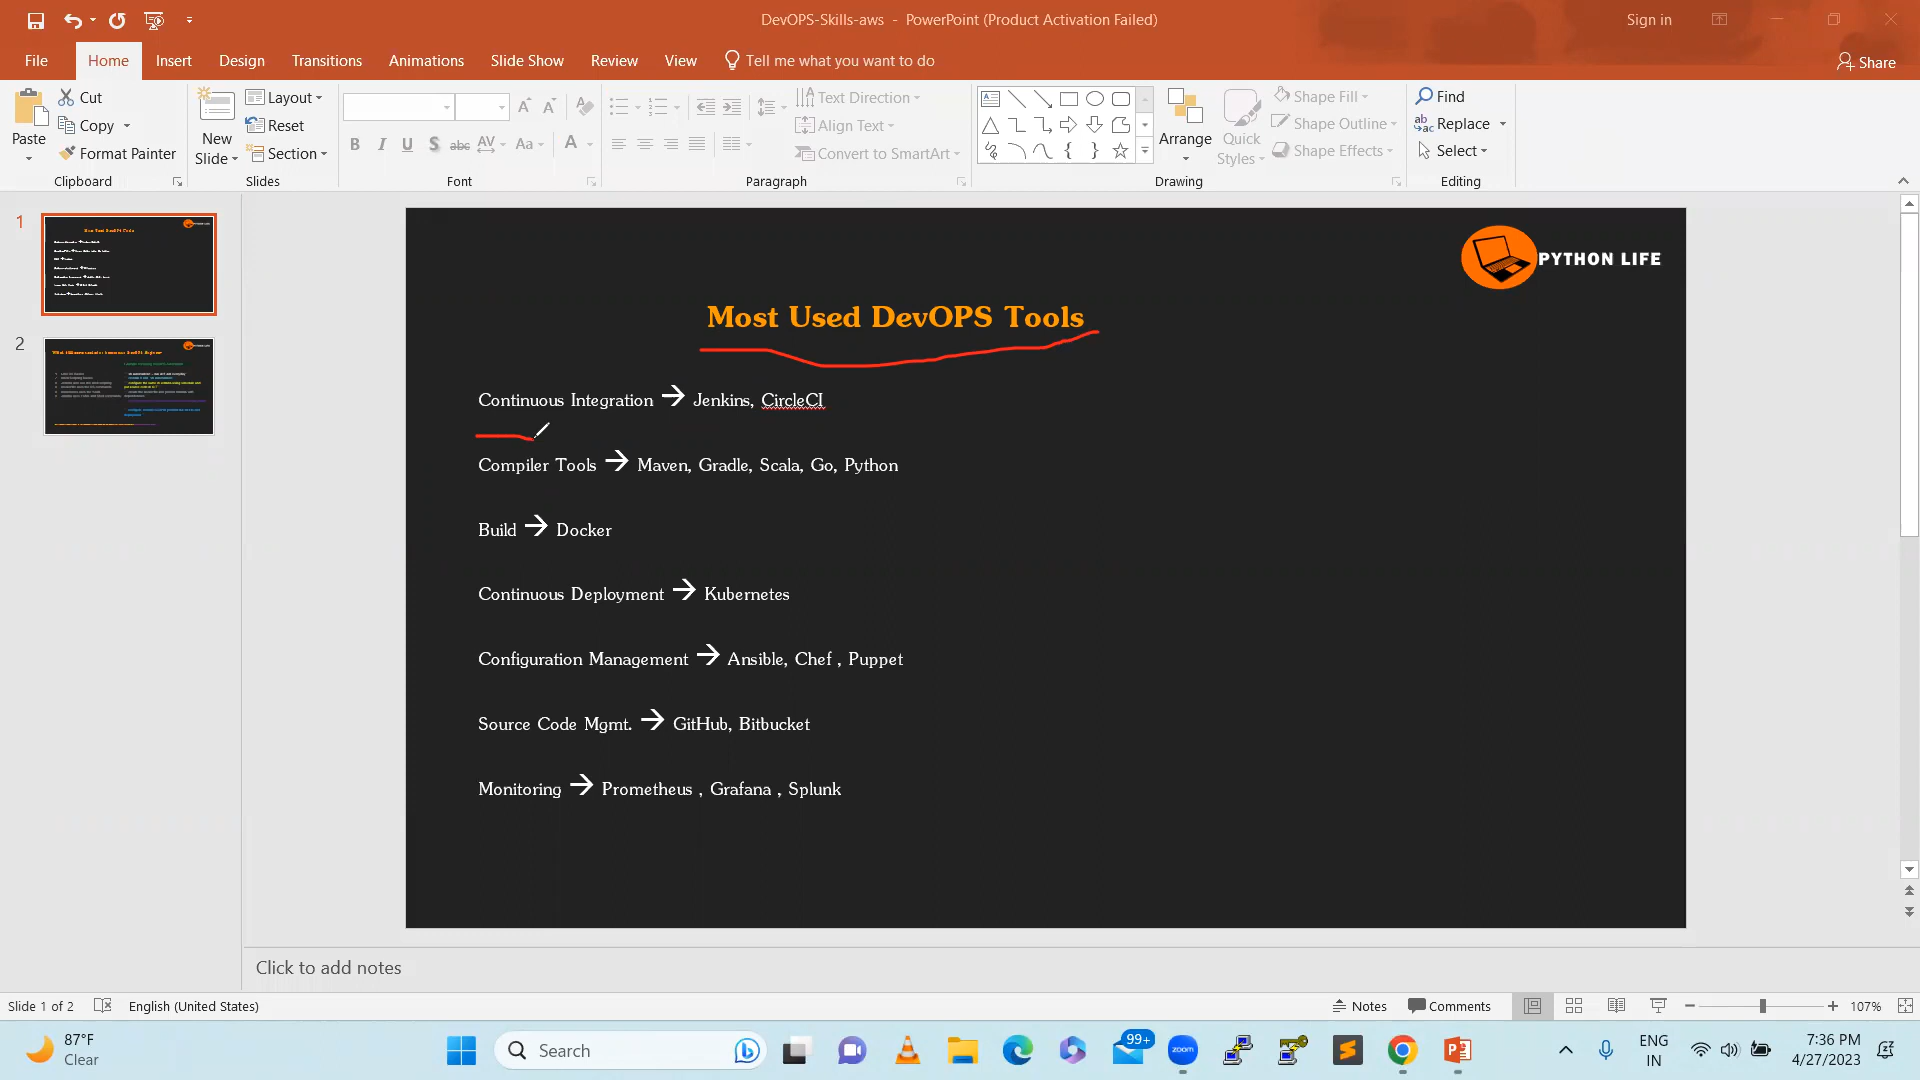 DevOPS-Skills-aws - PowerPoint (Product Activation Failed)
Sign in
File Home Insert Design Transitions Animations Slide Show Review View Tell me what you want to do
Share
Paste
Cut
Copy
Format Painter
Clipboard
New Slide
Layout
Reset
Section
Slides
B I U S abc AV Aa A
Font
Text Direction
Align Text
Convert to SmartArt
Paragraph
Arrange
Quick Styles
Shape Fill
Shape Outline
Shape Effects
Drawing
Find
Replace
Select
Editing
1
2
PYTHON LIFE
Most Used DevOPS Tools
Continuous Integration → Jenkins, CircleCI
Compiler Tools → Maven, Gradle, Scala, Go, Python
Build → Docker
Continuous Deployment → Kubernetes
Configuration Management → Ansible, Chef , Puppet
Source Code Mgmt. → GitHub, Bitbucket
Monitoring → Prometheus , Grafana , Splunk
Click to add notes
Slide 1 of 2 English (United States)
Notes Comments 107%
87°F
Clear
Search
99+
zoom
ENG
IN
7:36 PM
4/27/2023